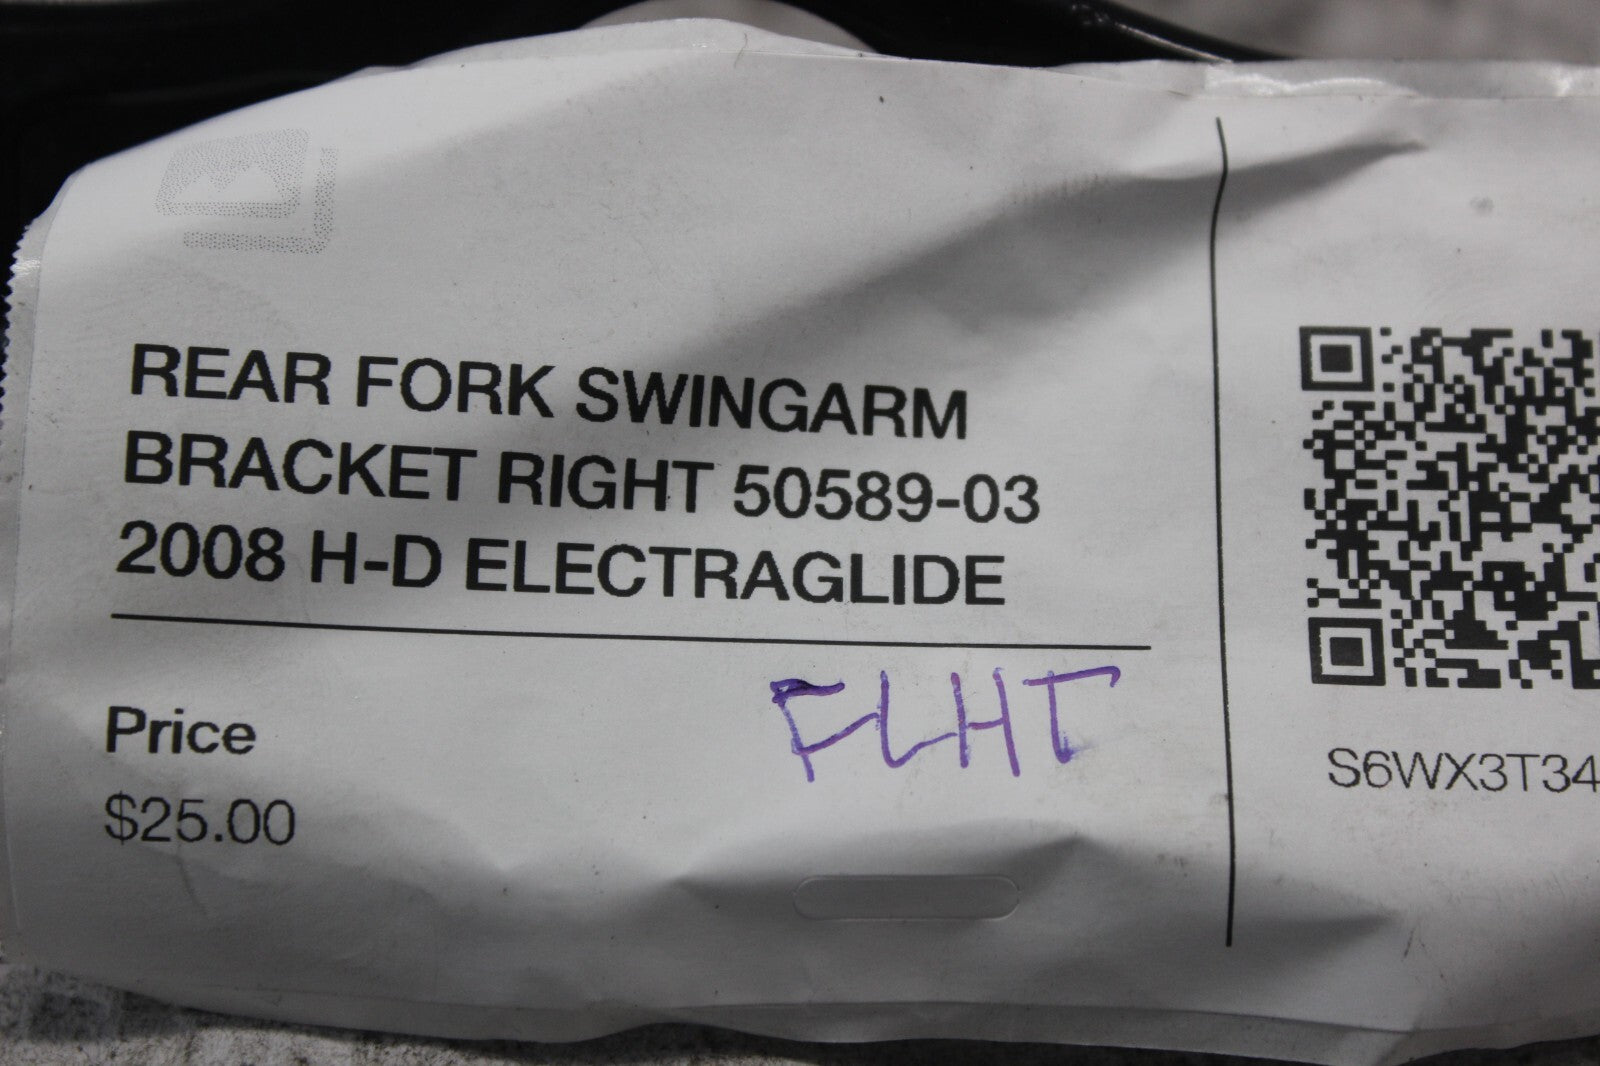 REAR FORK SWINGARM
BRACKET RIGHT 50589-03
2008 H-D ELECTRAGLIDE
FLHT
Price
$25.00
S6WX3T34